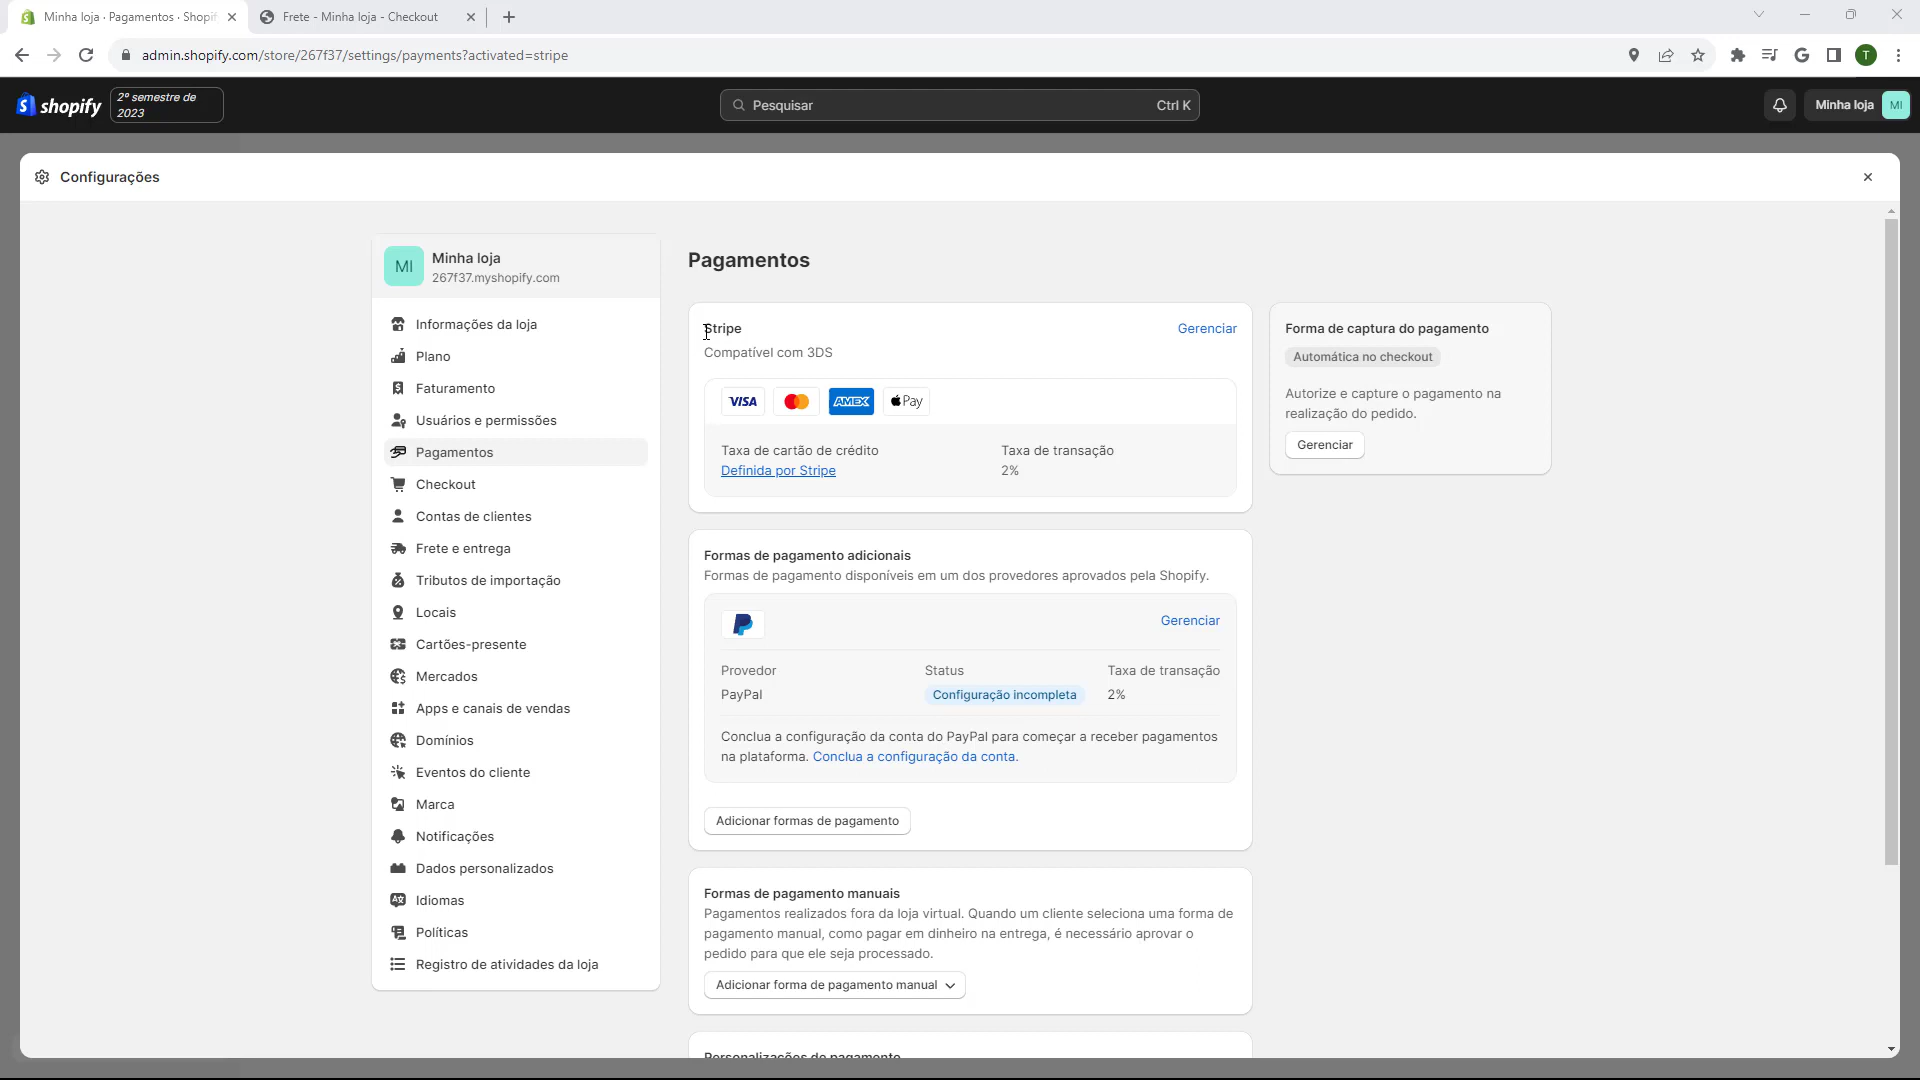 Minha loja · Pagamentos · Shopif
Frete - Minha loja - Checkout
admin.shopify.com/store/267f37/settings/payments?activated=stripe
T
shopify
2º semestre de
2023
Pesquisar
Ctrl K
Minha loja
MI
Configurações
MI
Minha loja
267f37.myshopify.com
Informações da loja
Plano
Faturamento
Usuários e permissões
Pagamentos
Checkout
Contas de clientes
Frete e entrega
Tributos de importação
Locais
Cartões-presente
Mercados
Apps e canais de vendas
Domínios
Eventos do cliente
Marca
Notificações
Dados personalizados
Idiomas
Políticas
Registro de atividades da loja
Pagamentos
Stripe
Gerenciar
Compatível com 3DS
VISA
AMEX
Pay
Taxa de cartão de crédito
Taxa de transação
Definida por Stripe
2%
Formas de pagamento adicionais
Formas de pagamento disponíveis em um dos provedores aprovados pela Shopify.
Gerenciar
Provedor
Status
Taxa de transação
PayPal
Configuração incompleta
2%
Conclua a configuração da conta do PayPal para começar a receber pagamentos
na plataforma. Conclua a configuração da conta.
Adicionar formas de pagamento
Formas de pagamento manuais
Pagamentos realizados fora da loja virtual. Quando um cliente seleciona uma forma de
pagamento manual, como pagar em dinheiro na entrega, é necessário aprovar o
pedido para que ele seja processado.
Adicionar forma de pagamento manual
Personalizações de pagamento
Forma de captura do pagamento
Automática no checkout
Autorize e capture o pagamento na
realização do pedido.
Gerenciar